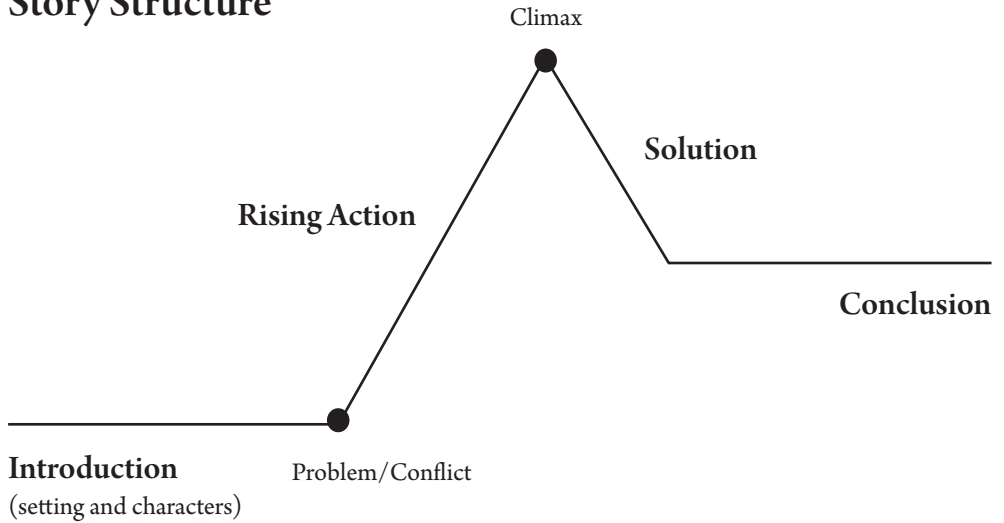 Story Structure
Climax
Solution
Rising Action
Conclusion
Introduction
(setting and characters)
Problem/Conflict